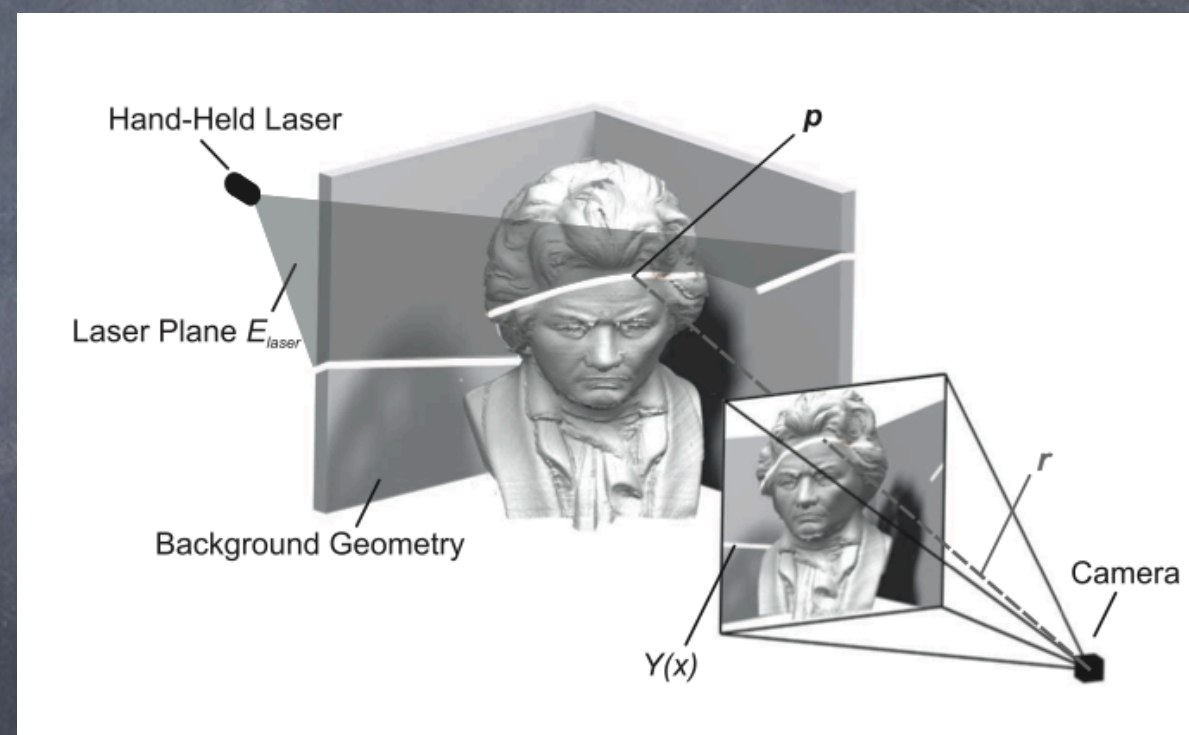 Hand-Held Laser
p
Laser Plane E_laser
Background Geometry
r
Camera
Y(x)